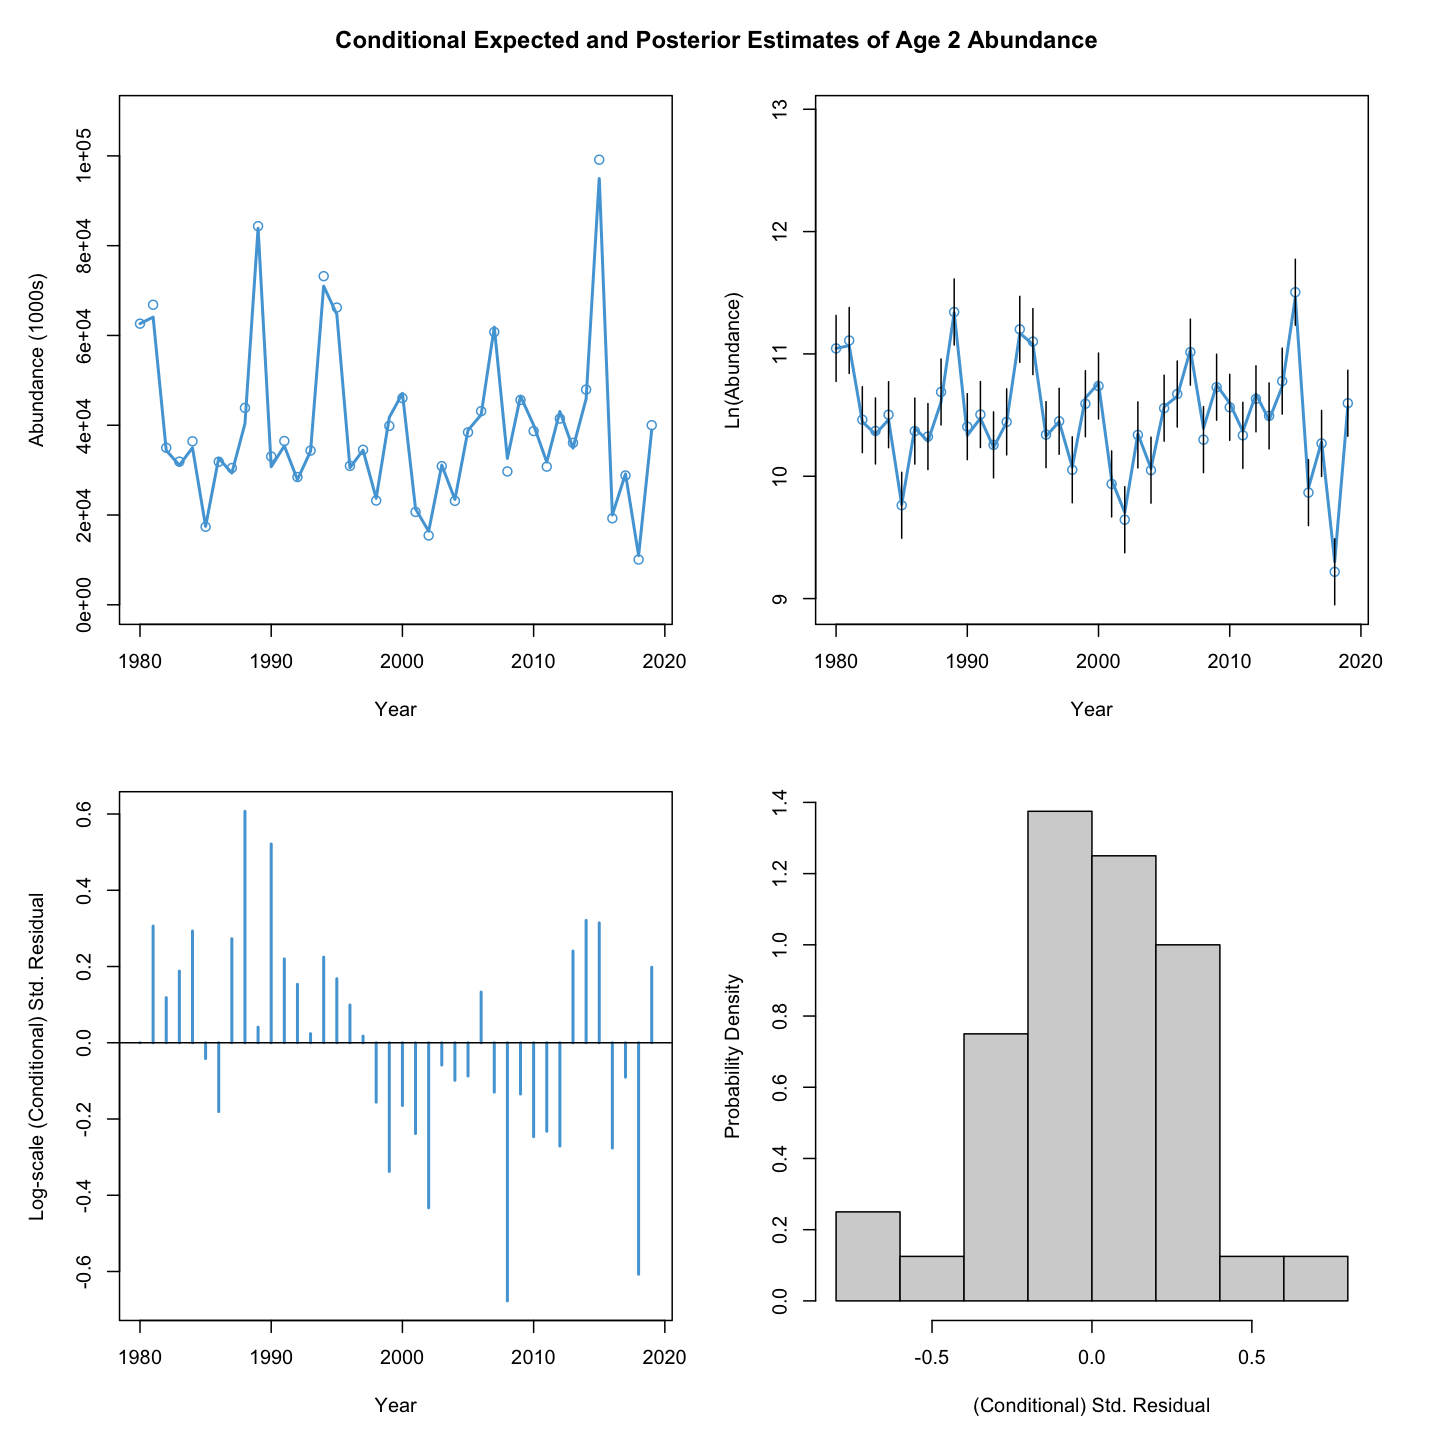 Conditional Expected and Posterior Estimates of Age 2 Abundance
Abundance (1000s)
0e+00 2e+04 4e+04 6e+04 8e+04 1e+05
1980 1990 2000 2010 2020
Year
Ln(Abundance)
9 10 11 12 13
1980 1990 2000 2010 2020
Year
Log-scale (Conditional) Std. Residual
-0.6 -0.4 -0.2 0.0 0.2 0.4 0.6
1980 1990 2000 2010 2020
Year
Probability Density
0.0 0.2 0.4 0.6 0.8 1.0 1.2 1.4
-0.5 0.0 0.5
(Conditional) Std. Residual